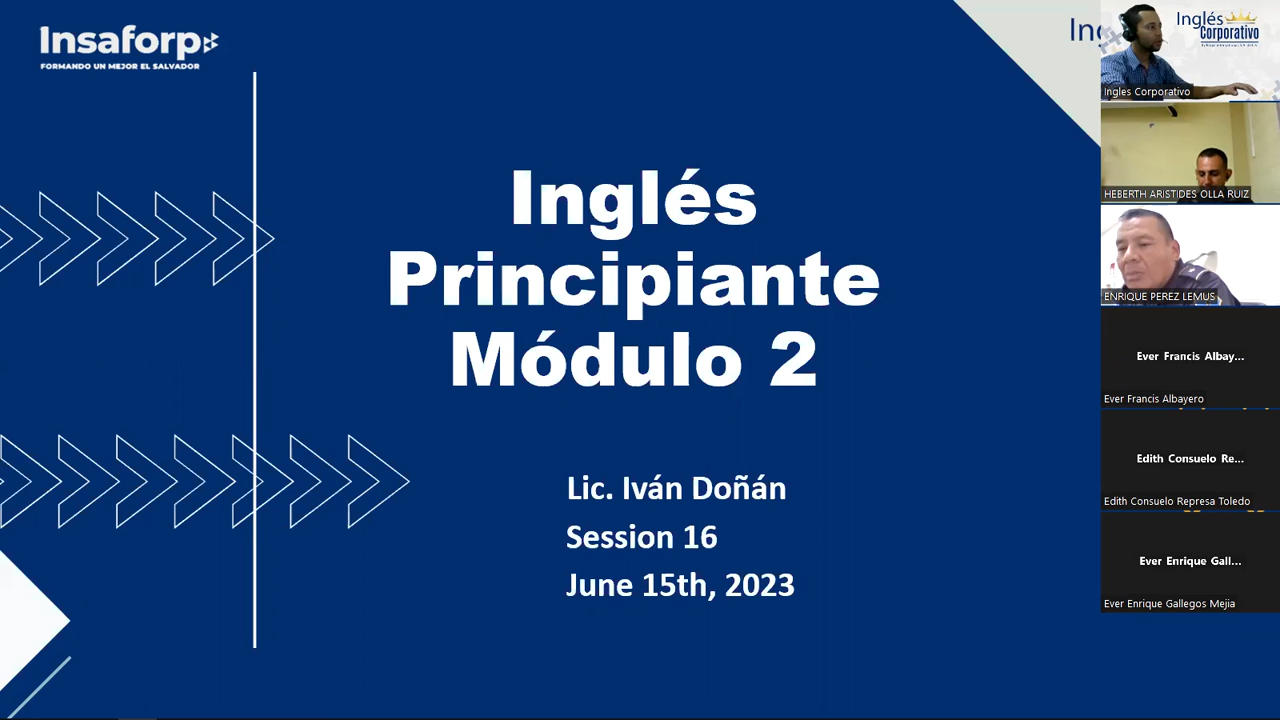 Insaforp
FORMANDO UN MEJOR EL SALVADOR
Inglés
Principiante
Módulo 2
Lic. Iván Doñán
Session 16
June 15th, 2023
Inglés
Corporativo
Ingles Corporativo
HEBERTH ARISTIDES OLLA RUIZ
ENRIQUE PEREZ LEMUS
Ever Francis Albay...
Ever Francis Albayero
Edith Consuelo Re...
Edith Consuelo Represa Toledo
Ever Enrique Gall...
Ever Enrique Gallegos Mejia